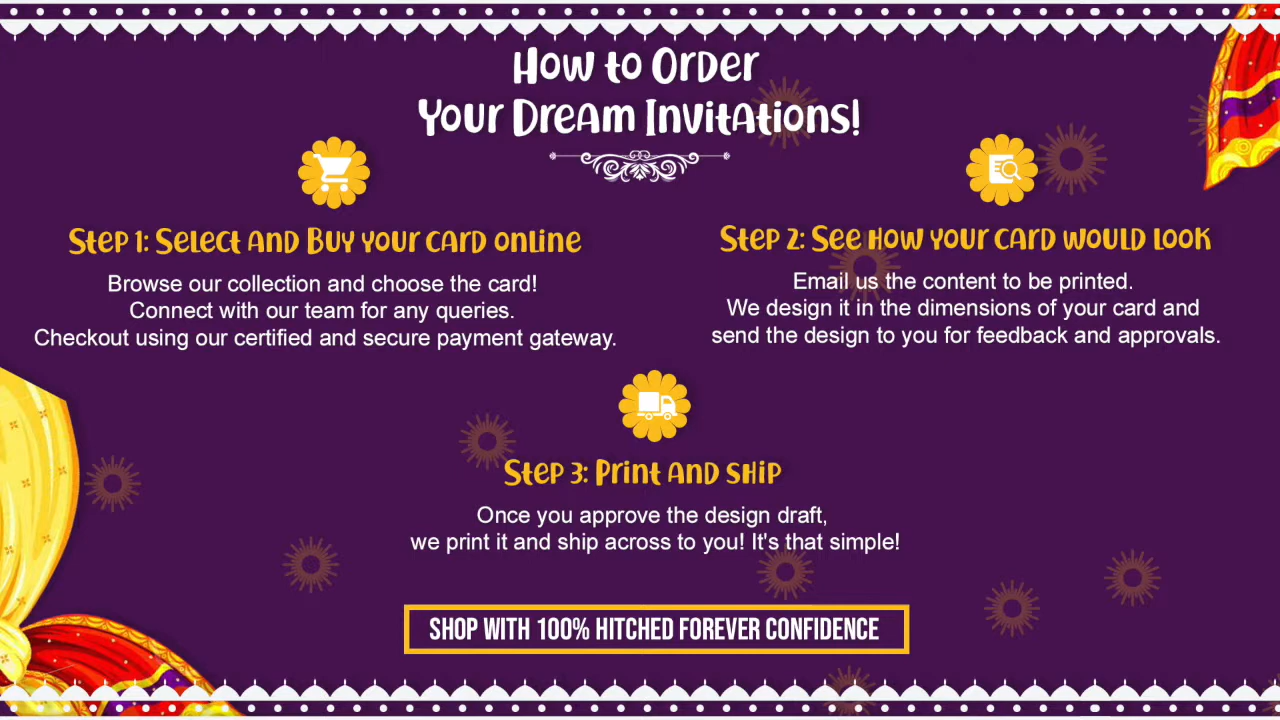 How to Order
Your Dream Invitations!
Step 1: Select and Buy your card online
Browse our collection and choose the card!
Connect with our team for any queries.
Checkout using our certified and secure payment gateway.
Step 2: See how your card would look
Email us the content to be printed.
We design it in the dimensions of your card and
send the design to you for feedback and approvals.
Step 3: Print and ship
Once you approve the design draft,
we print it and ship across to you! It's that simple!
SHOP WITH 100% HITCHED FOREVER CONFIDENCE